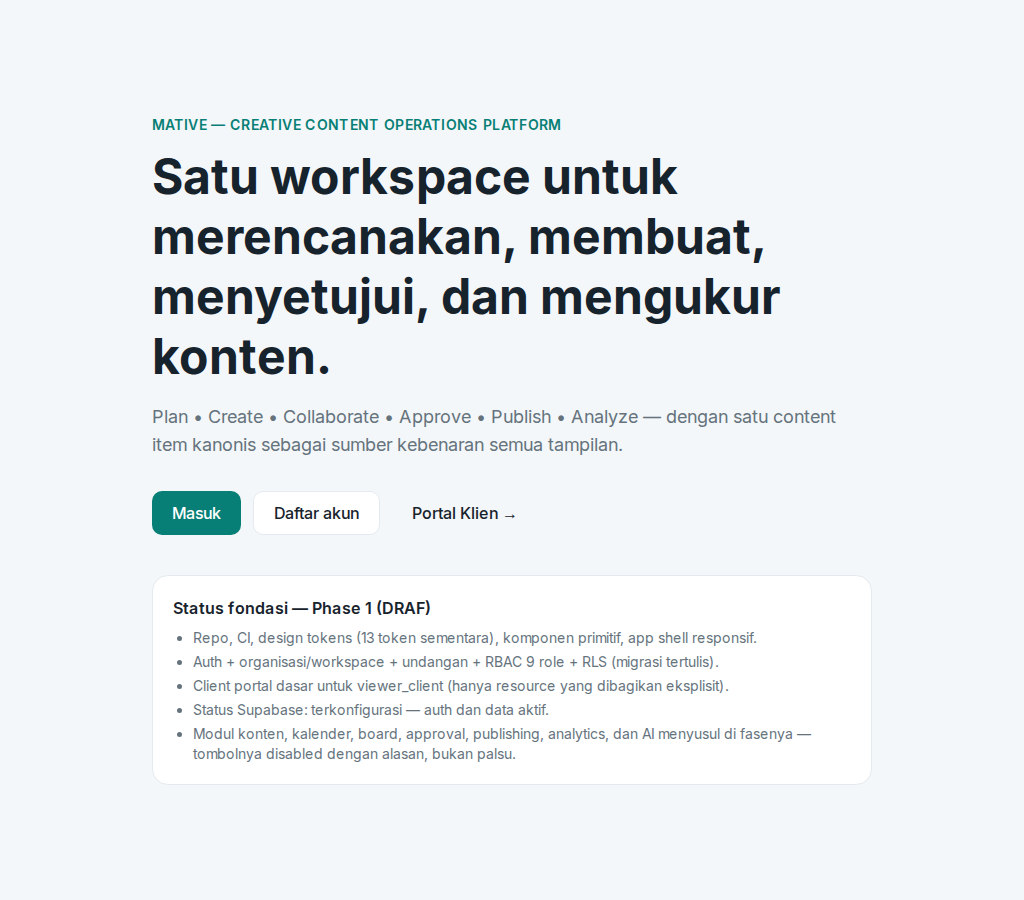 MATIVE — CREATIVE CONTENT OPERATIONS PLATFORM
Satu workspace untuk
merencanakan, membuat,
menyetujui, dan mengukur
konten.
Plan • Create • Collaborate • Approve • Publish • Analyze — dengan satu content
item kanonis sebagai sumber kebenaran semua tampilan.
Masuk
Daftar akun
Portal Klien →
Status fondasi — Phase 1 (DRAF)
• Repo, CI, design tokens (13 token sementara), komponen primitif, app shell responsif.
• Auth + organisasi/workspace + undangan + RBAC 9 role + RLS (migrasi tertulis).
• Client portal dasar untuk viewer_client (hanya resource yang dibagikan eksplisit).
• Status Supabase: terkonfigurasi — auth dan data aktif.
• Modul konten, kalender, board, approval, publishing, analytics, dan AI menyusul di fasenya —
tombolnya disabled dengan alasan, bukan palsu.